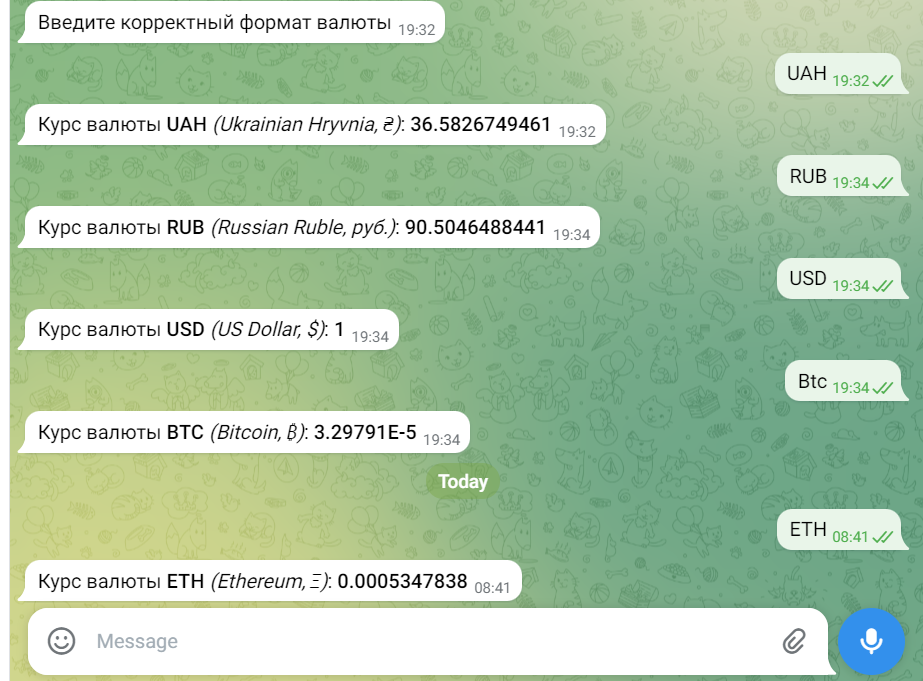 Введите корректный формат валюты 19:32
UAH 19:32
Курс валюты UAH (Ukrainian Hryvnia, ₴): 36.5826749461 19:32
RUB 19:34
Курс валюты RUB (Russian Ruble, руб.): 90.5046488441 19:34
USD 19:34
Курс валюты USD (US Dollar, $): 1 19:34
Btc 19:34
Курс валюты BTC (Bitcoin, ₿): 3.29791E-5 19:34
Today
ETH 08:41
Курс валюты ETH (Ethereum, Ξ): 0.0005347838 08:41
Message